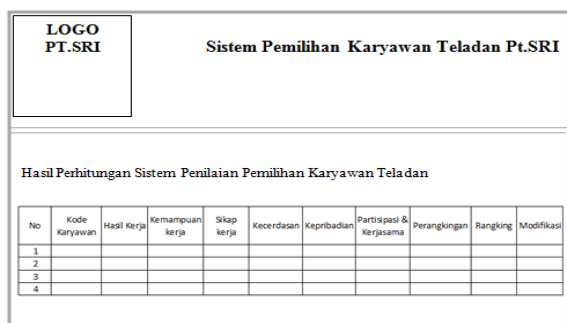 LOGO
PT.SRI
Sistem Pemilihan Karyawan Teladan Pt.SRI
Hasil Perhitungan Sistem Penilaian Pemilihan Karyawan Teladan
No Kode Karyawan Hasil Kerja Kemampuan kerja Sikap kerja Kecerdasan Kepribadian Partisipasi & Kerjasama Perangkingan Rangking Modifikasi
1
2
3
4